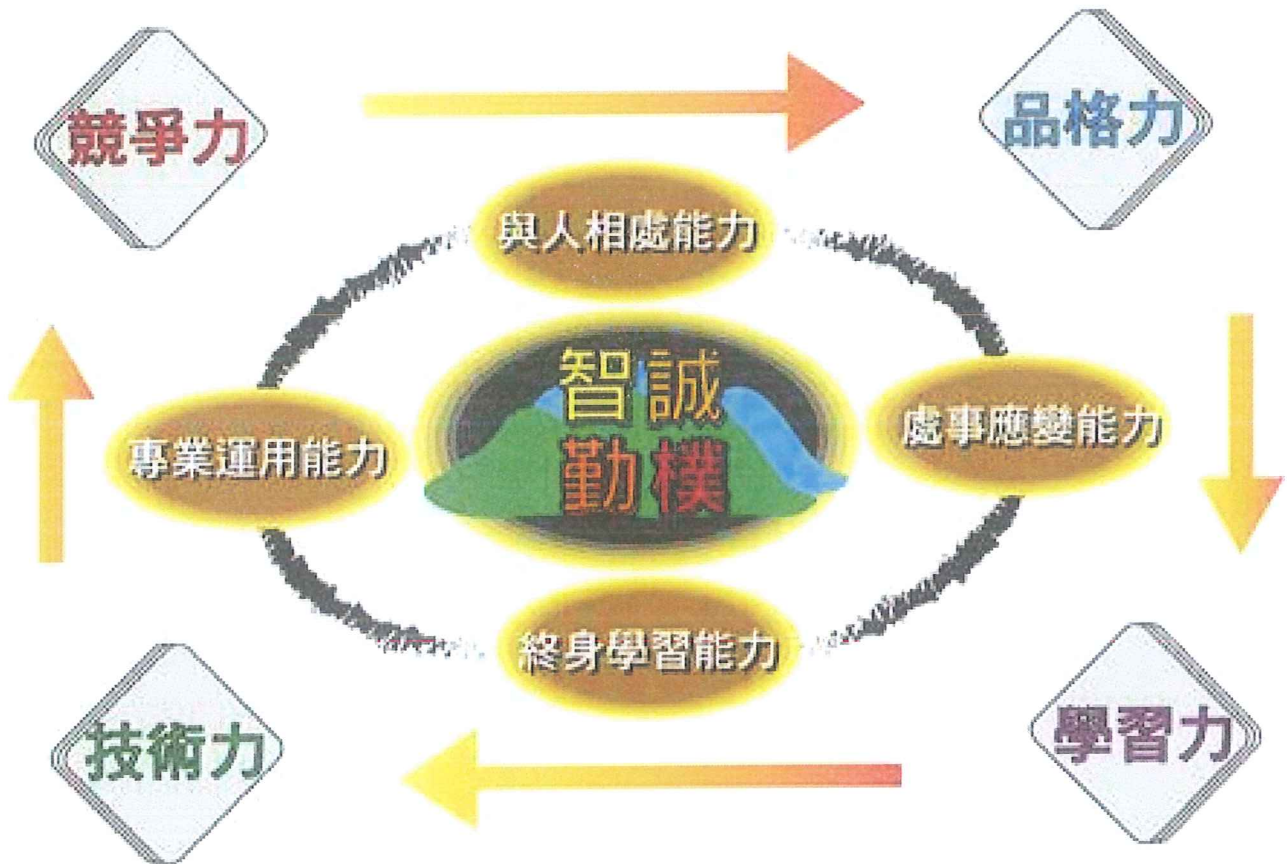 競爭力
品格力
與人相處能力
智誠
勤樸
專業運用能力
處事應變能力
終身學習能力
技術力
學習力